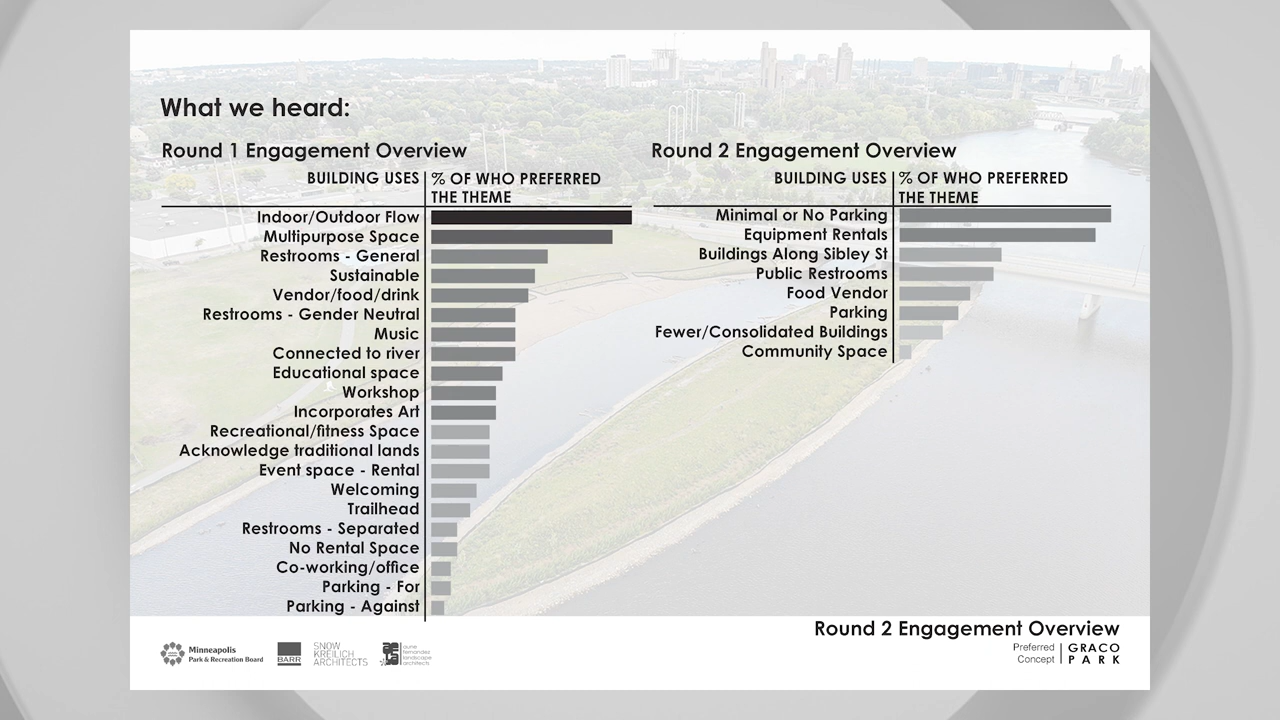 What we heard:
Round 1 Engagement Overview
BUILDING USES
% OF WHO PREFERRED
THE THEME
Indoor/Outdoor Flow
Multipurpose Space
Restrooms - General
Sustainable
Vendor/food/drink
Restrooms - Gender Neutral
Music
Connected to river
Educational space
Workshop
Incorporates Art
Recreational/fitness Space
Acknowledge traditional lands
Event space - Rental
Welcoming
Trailhead
Restrooms - Separated
No Rental Space
Co-working/office
Parking - For
Parking - Against
Round 2 Engagement Overview
BUILDING USES
% OF WHO PREFERRED
THE THEME
Minimal or No Parking
Equipment Rentals
Buildings Along Sibley St
Public Restrooms
Food Vendor
Parking
Fewer/Consolidated Buildings
Community Space
Round 2 Engagement Overview
Minneapolis
Park & Recreation Board
BARR
SNOW
KREILICH
ARCHITECTS
aune
fernandez
landscape
architects
Preferred
Concept
GRACO
PARK